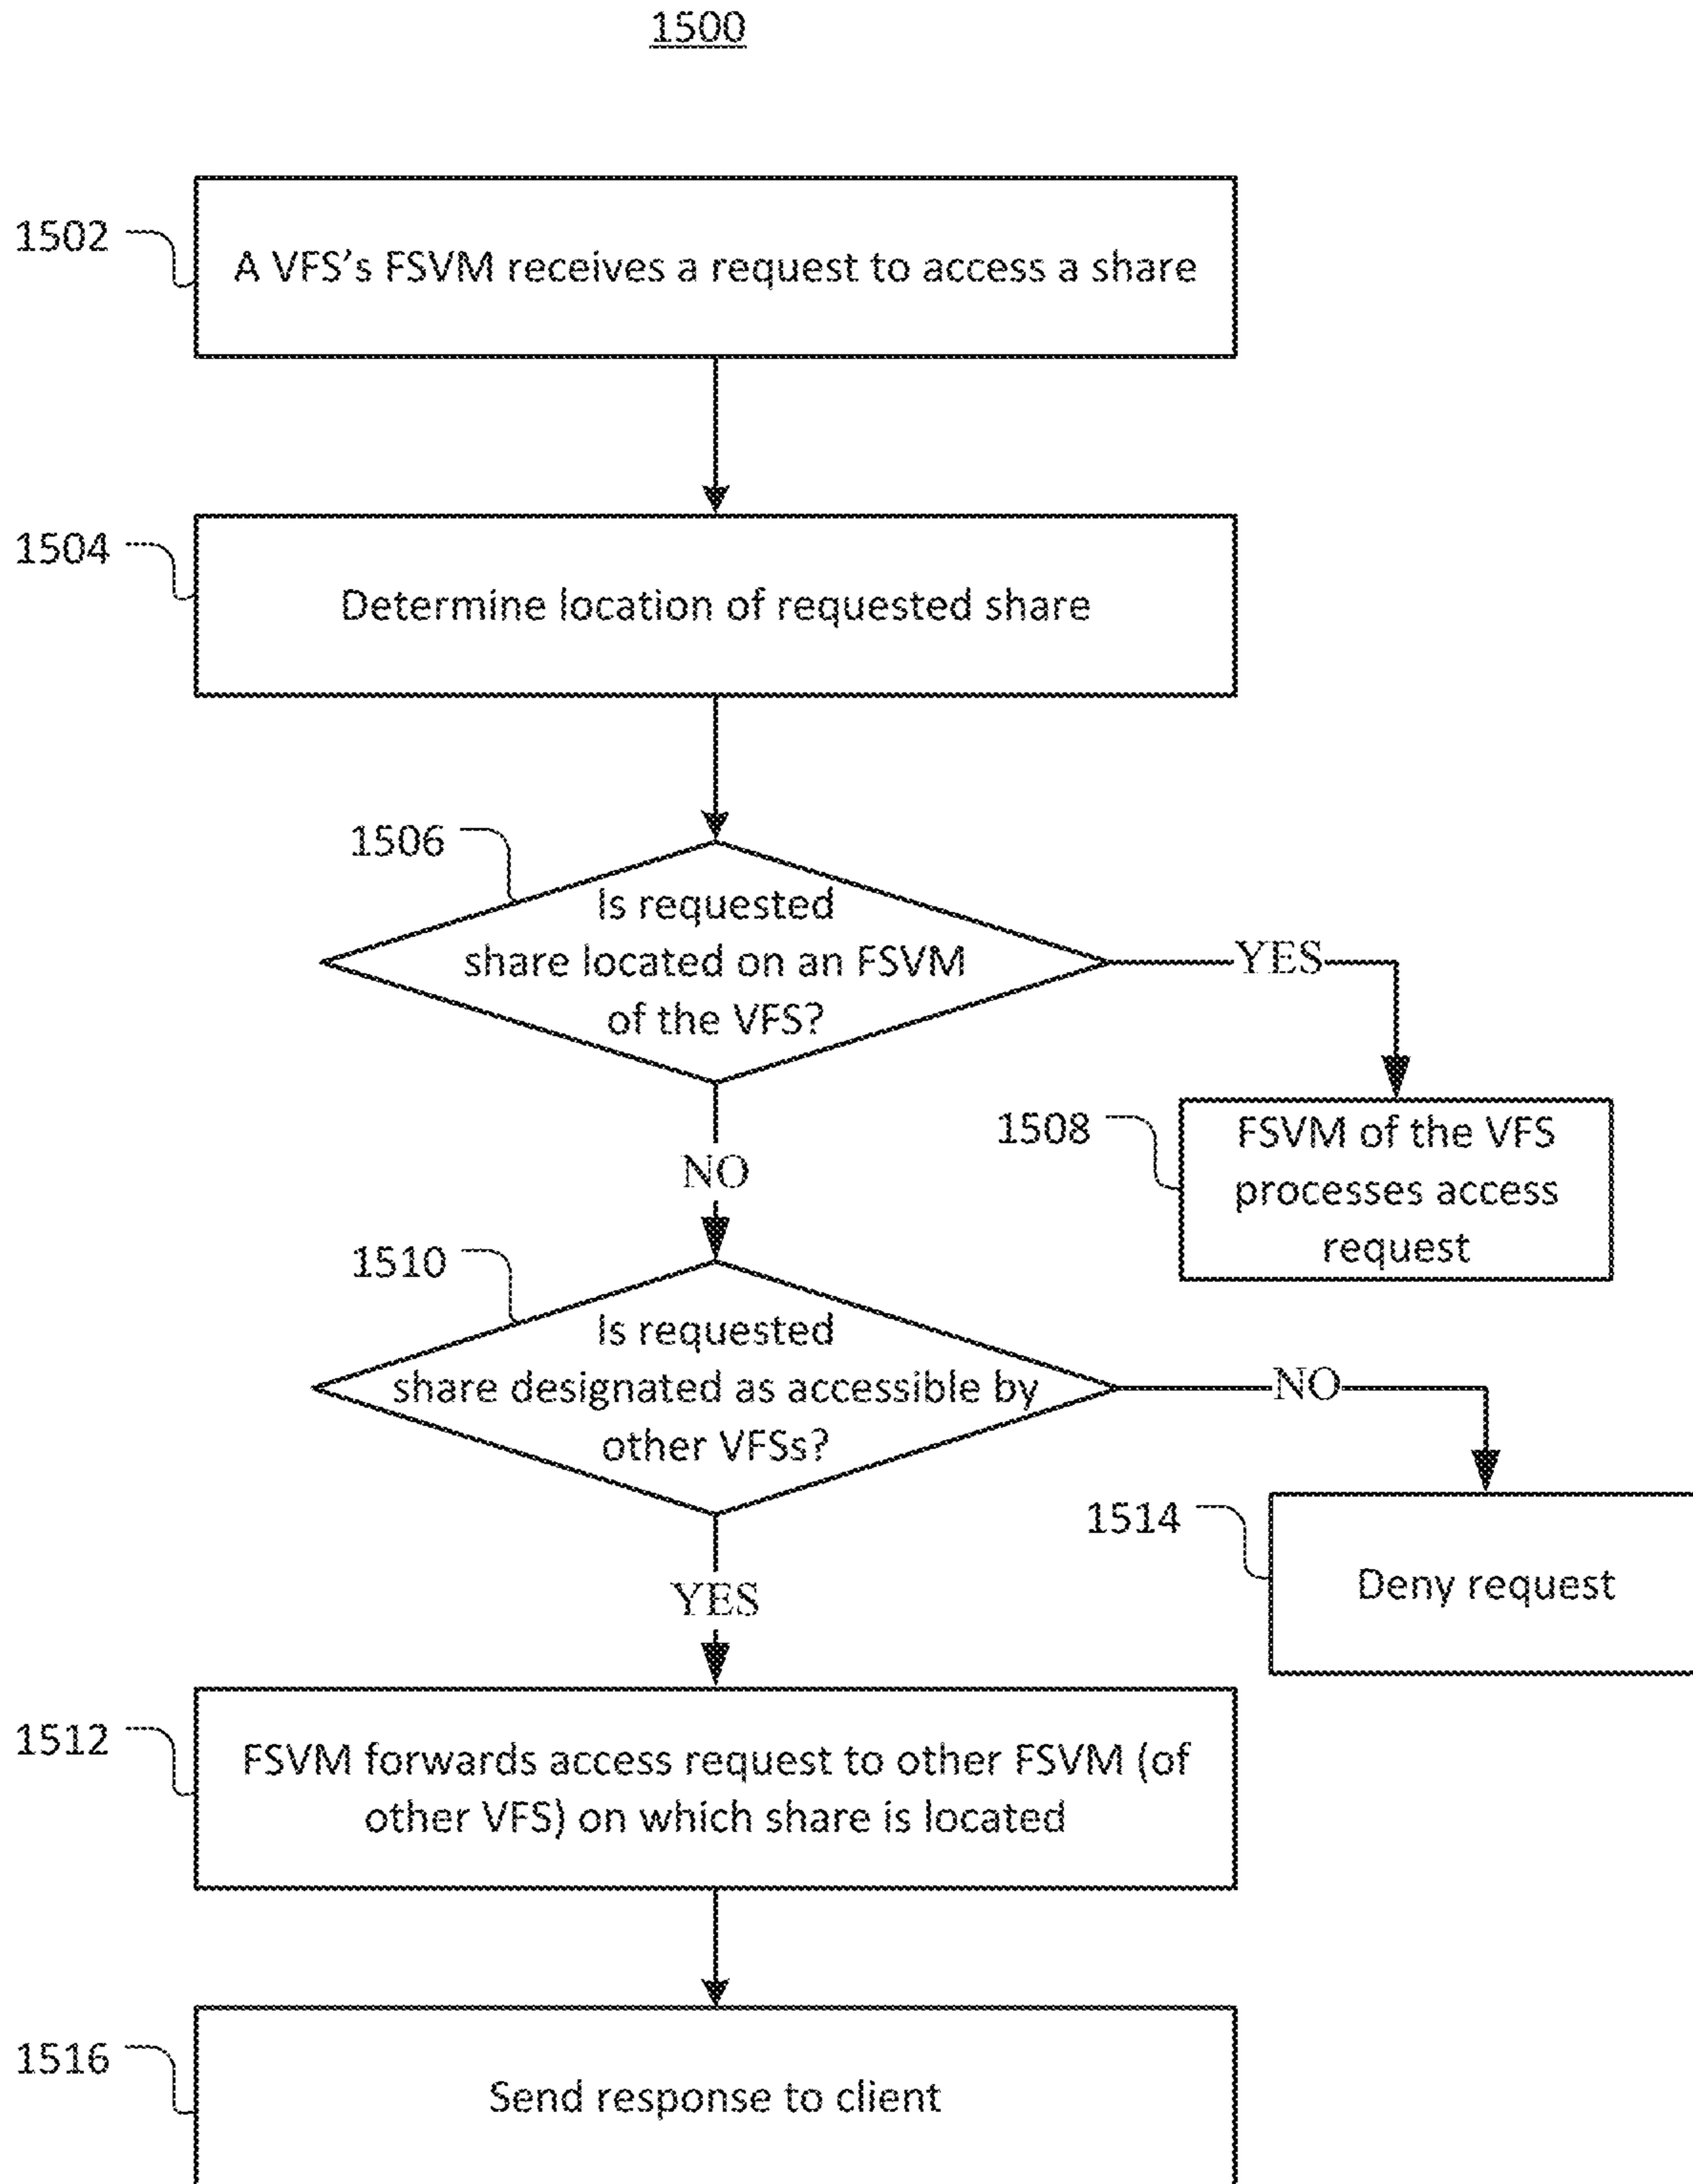 1500
1502
A VFS's FSVM receives a request to access a share
1504
Determine location of requested share
1506
Is requested
share located on an FSVM
of the VFS?
YES
1508
FSVM of the VFS
processes access
request
NO
1510
Is requested
share designated as accessible by
other VFSs?
NO
1514
Deny request
YES
1512
FSVM forwards access request to other FSVM (of
other VFS) on which share is located
1516
Send response to client